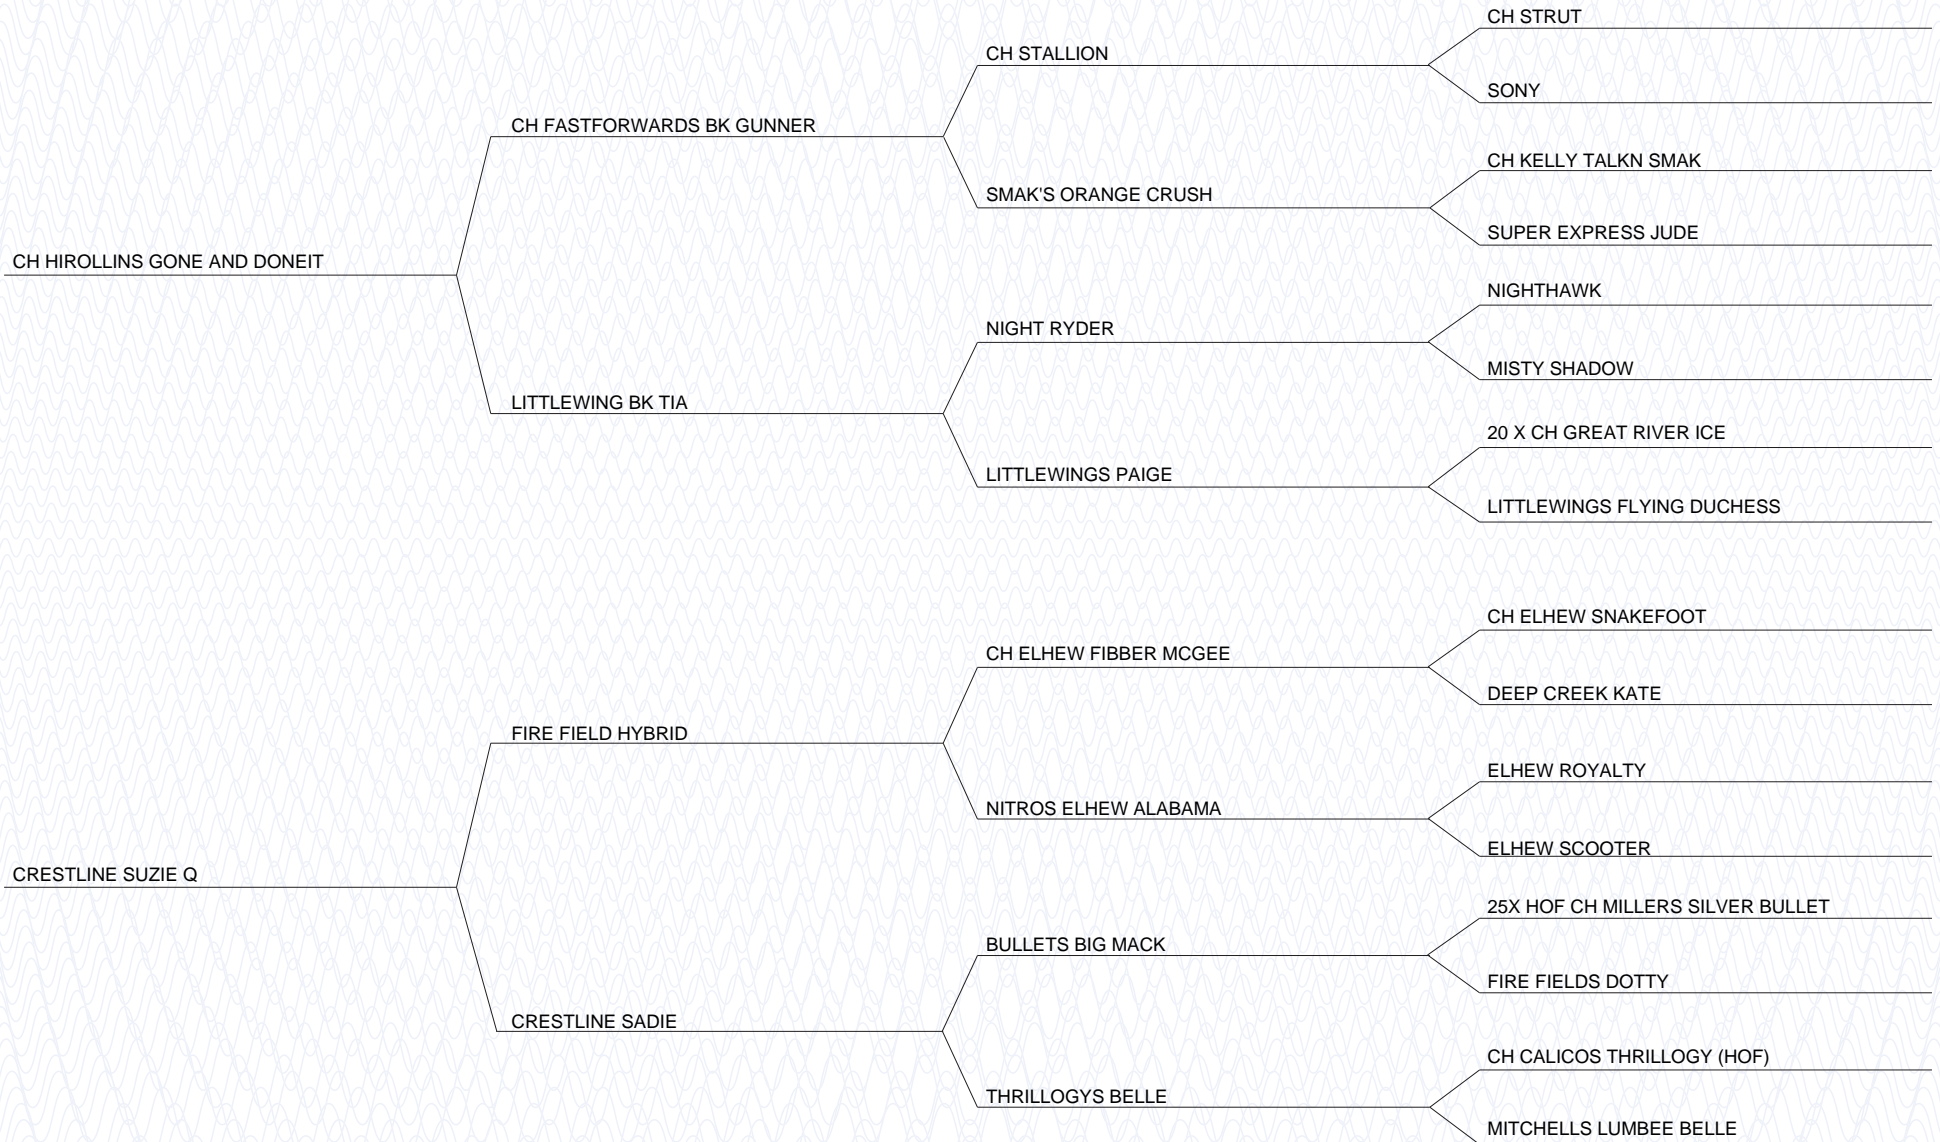 CH STRUT
CH STALLION
SONY
CH FASTFORWARDS BK GUNNER
CH KELLY TALKN SMAK
SMAK'S ORANGE CRUSH
SUPER EXPRESS JUDE
CH HIROLLINS GONE AND DONEIT
NIGHTHAWK
NIGHT RYDER
MISTY SHADOW
LITTLEWING BK TIA
20 X CH GREAT RIVER ICE
LITTLEWINGS PAIGE
LITTLEWINGS FLYING DUCHESS
CH ELHEW SNAKEFOOT
CH ELHEW FIBBER MCGEE
DEEP CREEK KATE
FIRE FIELD HYBRID
ELHEW ROYALTY
NITROS ELHEW ALABAMA
ELHEW SCOOTER
CRESTLINE SUZIE Q
25X HOF CH MILLERS SILVER BULLET
BULLETS BIG MACK
FIRE FIELDS DOTTY
CRESTLINE SADIE
CH CALICOS THRILLOGY (HOF)
THRILLOGYS BELLE
MITCHELLS LUMBEE BELLE